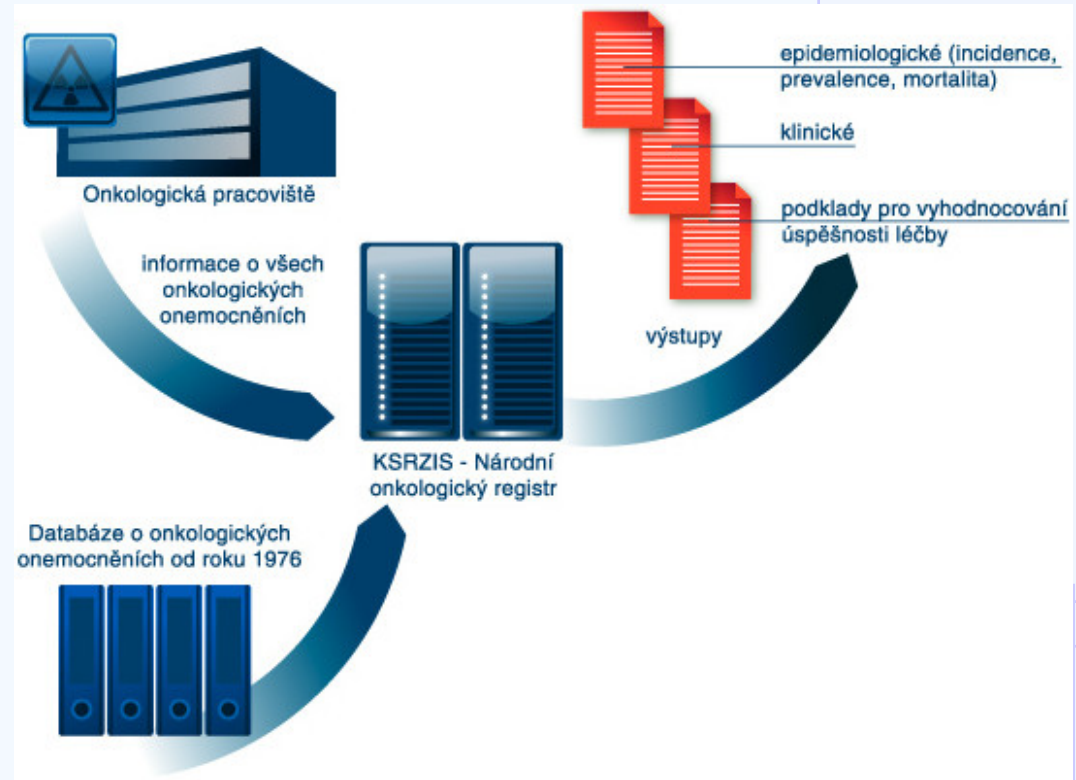 epidemiologické (incidence,
prevalence, mortalita)
klinické
podklady pro vyhodnocování
úspěšnosti léčby
Onkologická pracoviště
informace o všech
onkologických
onemocněních
výstupy
KSRZIS - Národní
onkologický registr
Databáze o onkologických
onemocněních od roku 1976